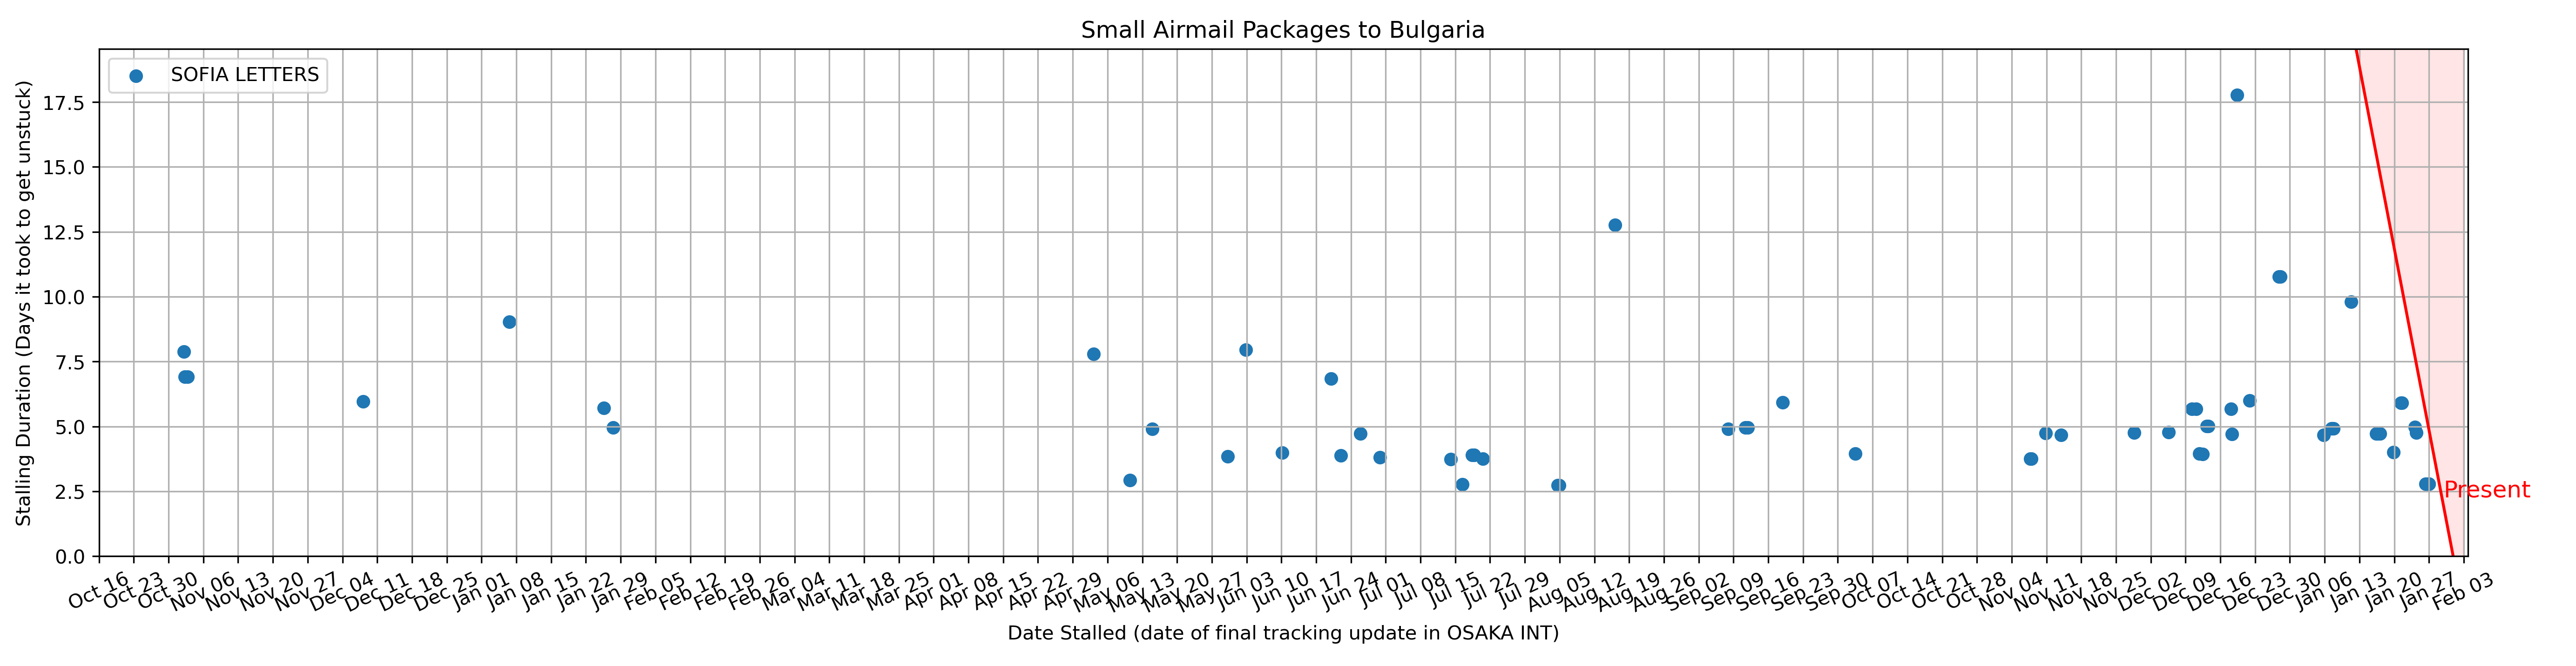 Small Airmail Packages to Bulgaria
SOFIA LETTERS
Stalling Duration (Days it took to get unstuck)
17.5
15.0
12.5
10.0
7.5
5.0
2.5
0.0
Present
Oct 16 Oct 23 Oct 30 Nov 06 Nov 13 Nov 20 Nov 27 Dec 04 Dec 11 Dec 18 Dec 25 Jan 01 Jan 08 Jan 15 Jan 22 Jan 29 Feb 05 Feb 12 Feb 19 Feb 26 Mar 04 Mar 11 Mar 18 Mar 25 Apr 01 Apr 08 Apr 15 Apr 22 Apr 29 May 06 May 13 May 20 May 27 Jun 03 Jun 10 Jun 17 Jun 24 Jul 01 Jul 08 Jul 15 Jul 22 Jul 29 Aug 05 Aug 12 Aug 19 Aug 26 Sep 02 Sep 09 Sep 16 Sep 23 Sep 30 Oct 07 Oct 14 Oct 21 Oct 28 Nov 04 Nov 11 Nov 18 Nov 25 Dec 02 Dec 09 Dec 16 Dec 23 Dec 30 Jan 06 Jan 13 Jan 20 Jan 27 Feb 03
Date Stalled (date of final tracking update in OSAKA INT)